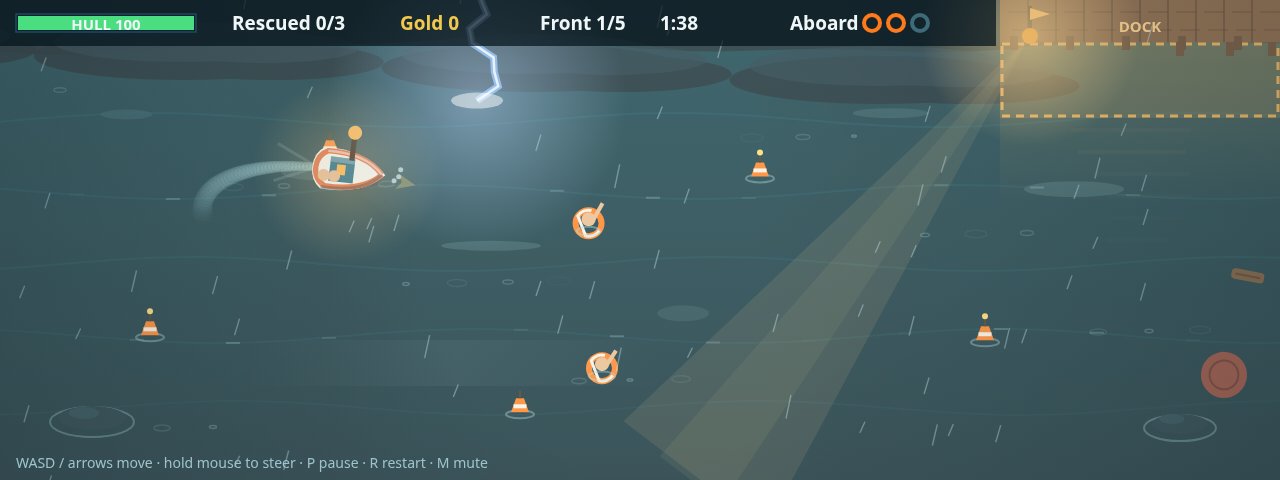 HULL 100 Rescued 0/3 Gold 0 Front 1/5 1:38 Aboard
DOCK
WASD / arrows move · hold mouse to steer · P pause · R restart · M mute